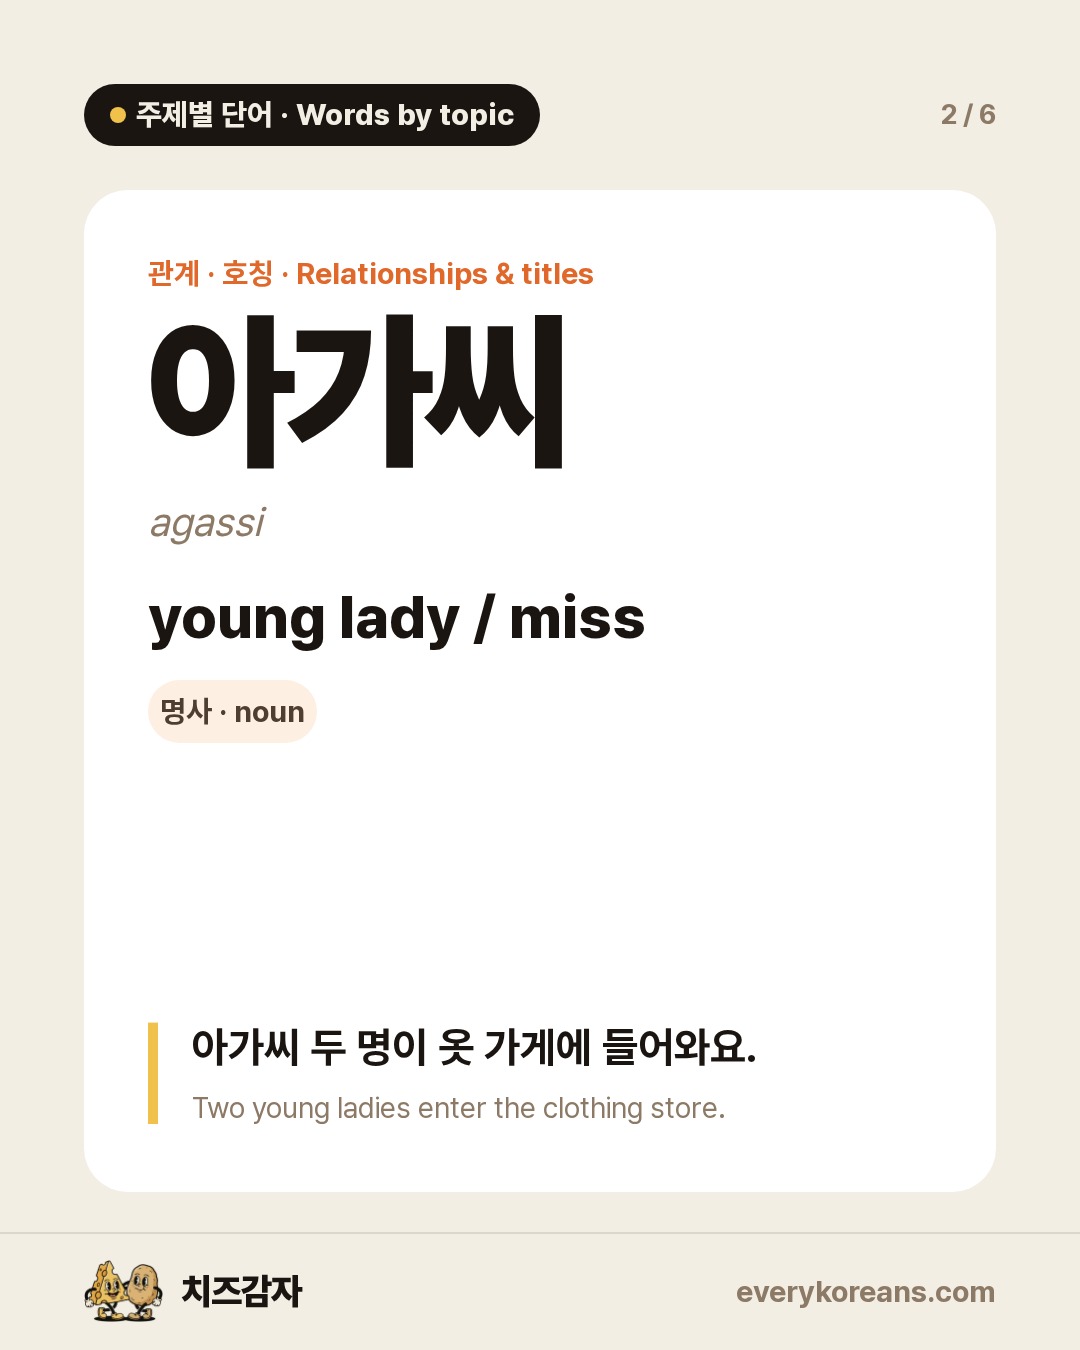 주제별 단어 · Words by topic
2 / 6
관계 · 호칭 · Relationships & titles
아가씨
agassi
young lady / miss
명사 · noun
아가씨 두 명이 옷 가게에 들어와요.
Two young ladies enter the clothing store.
치즈감자
everykoreans.com